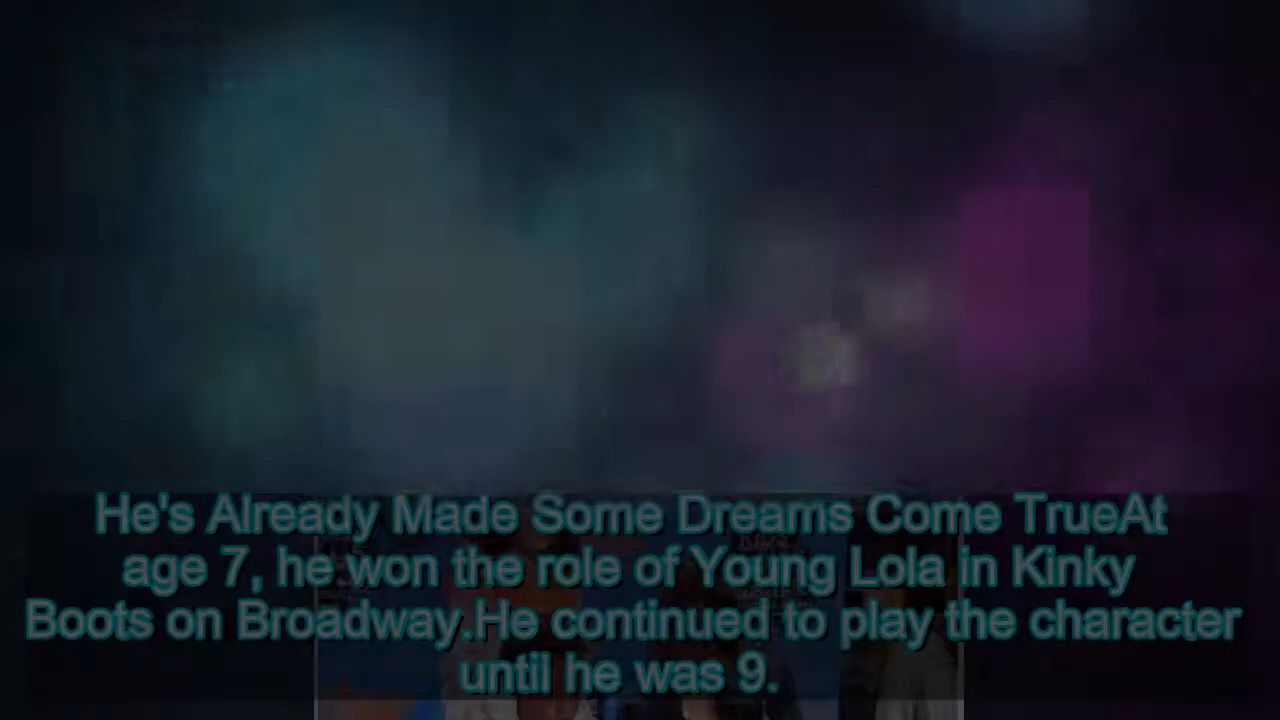 He's Already Made Some Dreams Come TrueAt
age 7, he won the role of Young Lola in Kinky
Boots on Broadway.He continued to play the character
until he was 9.